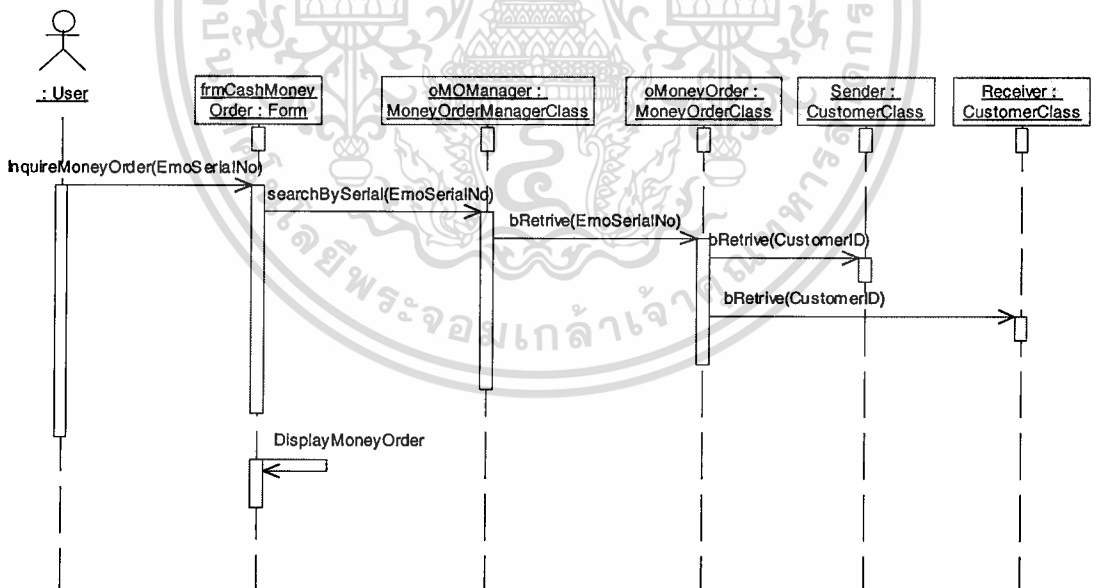 : User
frmCashMoney
Order : Form
oMOManager :
MoneyOrderManagerClass
oMoneyOrder :
MoneyOrderClass
Sender :
CustomerClass
Receiver :
CustomerClass
InquireMoneyOrder(EmoSerialNo)
searchBySerial(EmoSerialNo)
bRetrive(EmoSerialNo)
bRetrive(CustomerID)
bRetrive(CustomerID)
DisplayMoneyOrder